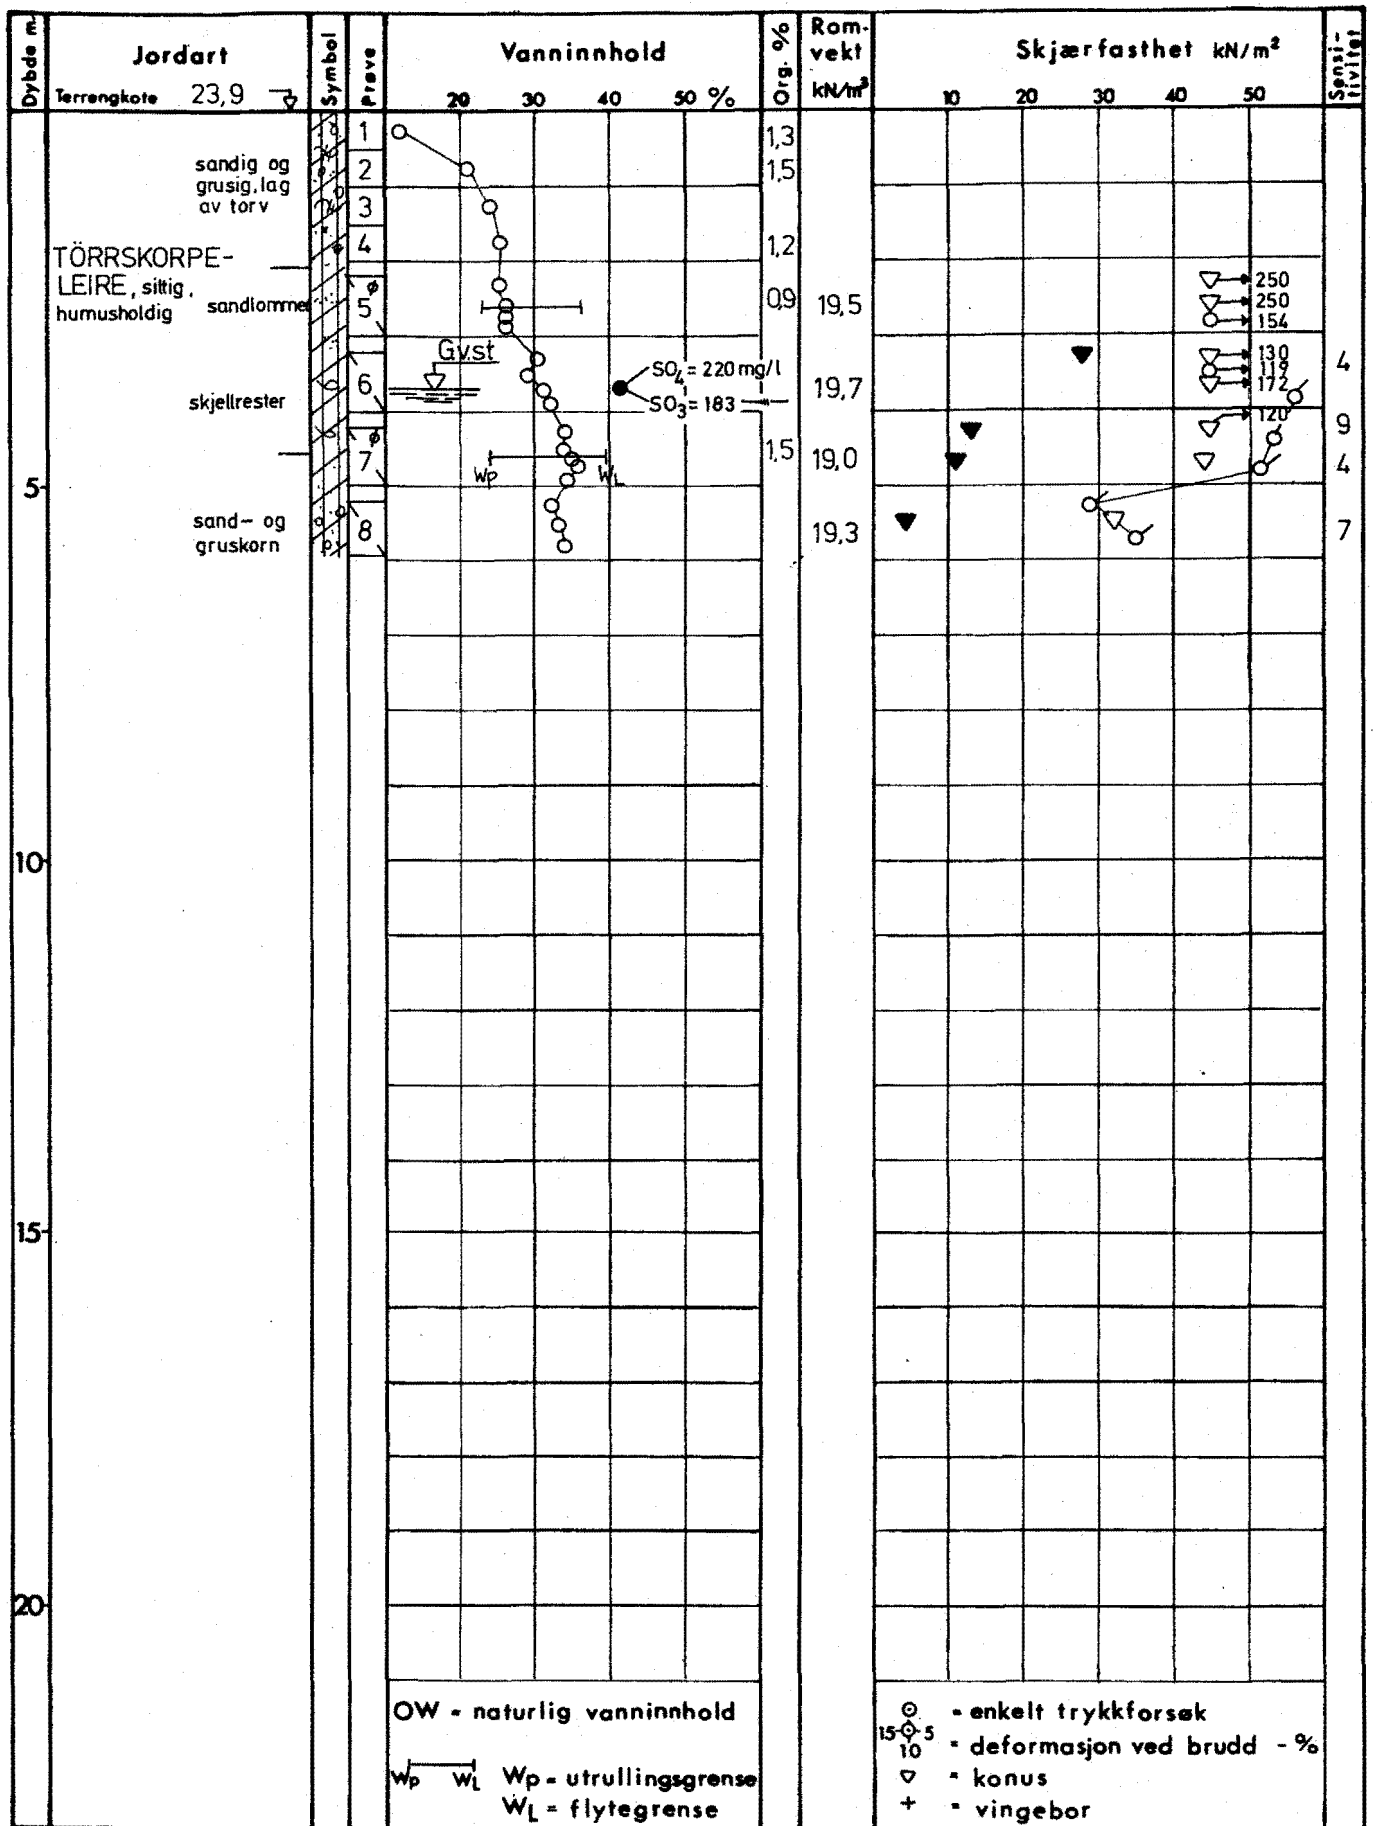 Dybde m.
Jordart
Terrengkote 23,9
Symbol
Prøve
Vanninnhold
20 30 40 50 %
Org. %
Rom-
vekt
kN/m³
Skjærfasthet kN/m²
10 20 30 40 50
Sensi-
tivitet
sandig og
grusig, lag
av torv
TÖRRSKORPE-
LEIRE, siltig,
humusholdig
sandlommer
skjellrester
sand- og
gruskorn
1
2
3
4
5 ø
6
7 ø
8
Gv.st
SO₄ = 220 mg/l
SO₃ = 183
Wp WL
1,3
1,5
1,2
0,9
1,5
19,5
19,7
19,0
19,3
250
250
154
130
119
172
120
4
9
4
7
5
10
15
20
OW = naturlig vanninnhold
Wp WL Wp = utrullingsgrense
WL = flytegrense
= enkelt trykkforsøk
15 5
10 = deformasjon ved brudd - %
= konus
+ = vingebor